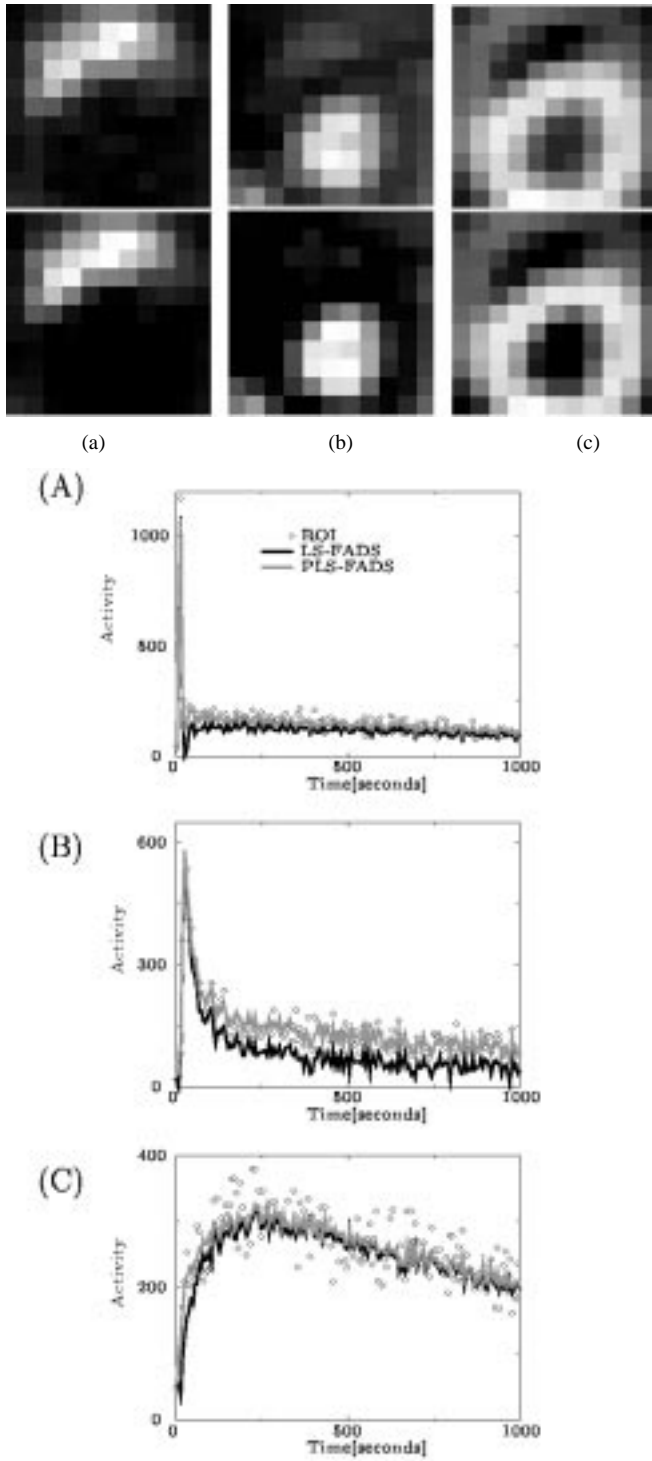 (a) (b) (c)
(A)
1000
500
0
Activity
ROI
LS-FADS
PLS-FADS
0 500 1000
Time[seconds]
(B)
600
300
0
Activity
0 500 1000
Time[seconds]
(C)
400
200
0
Activity
0 500 1000
Time[seconds]